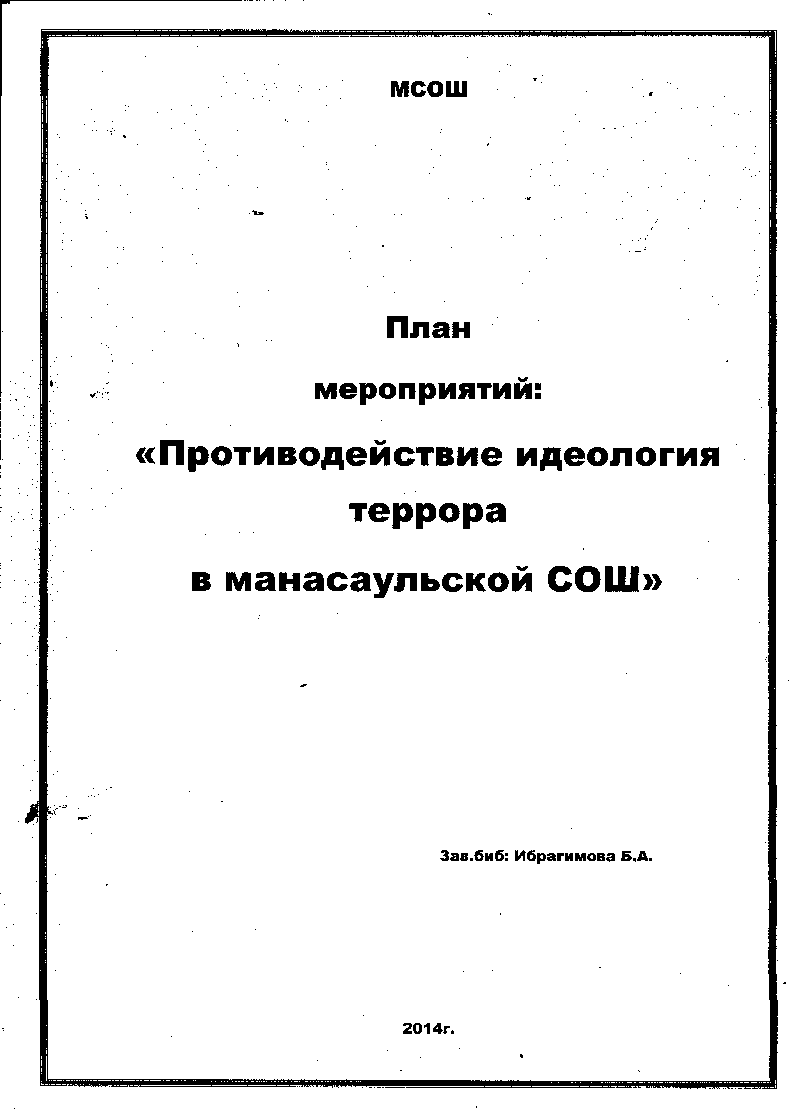 МСОШ
План
мероприятий:
«Противодействие идеология
террора
в манасаульской СОШ»
Зав.биб: Ибрагимова Б.А.
2014г.